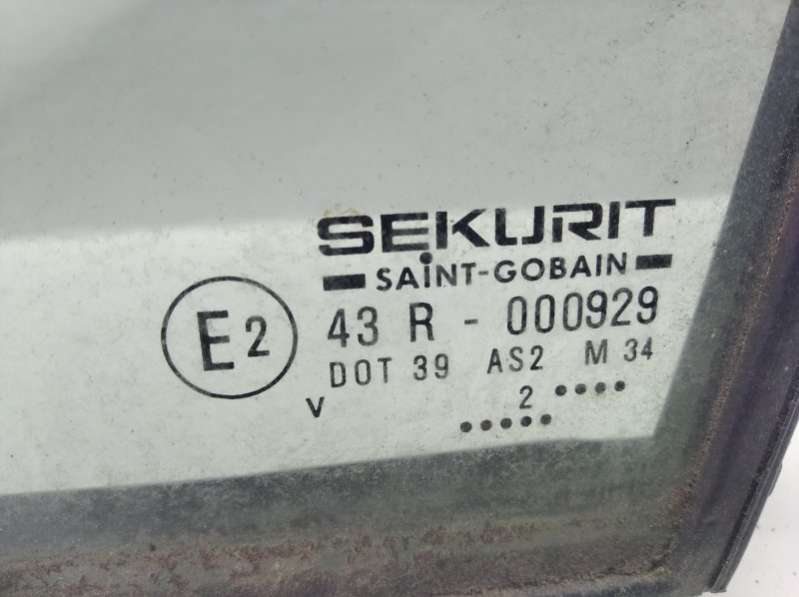 SEKURIT
SAINT-GOBAIN
E2
43 R - 000929
DOT 39 AS2 M 34
V
2 ••••
•••••